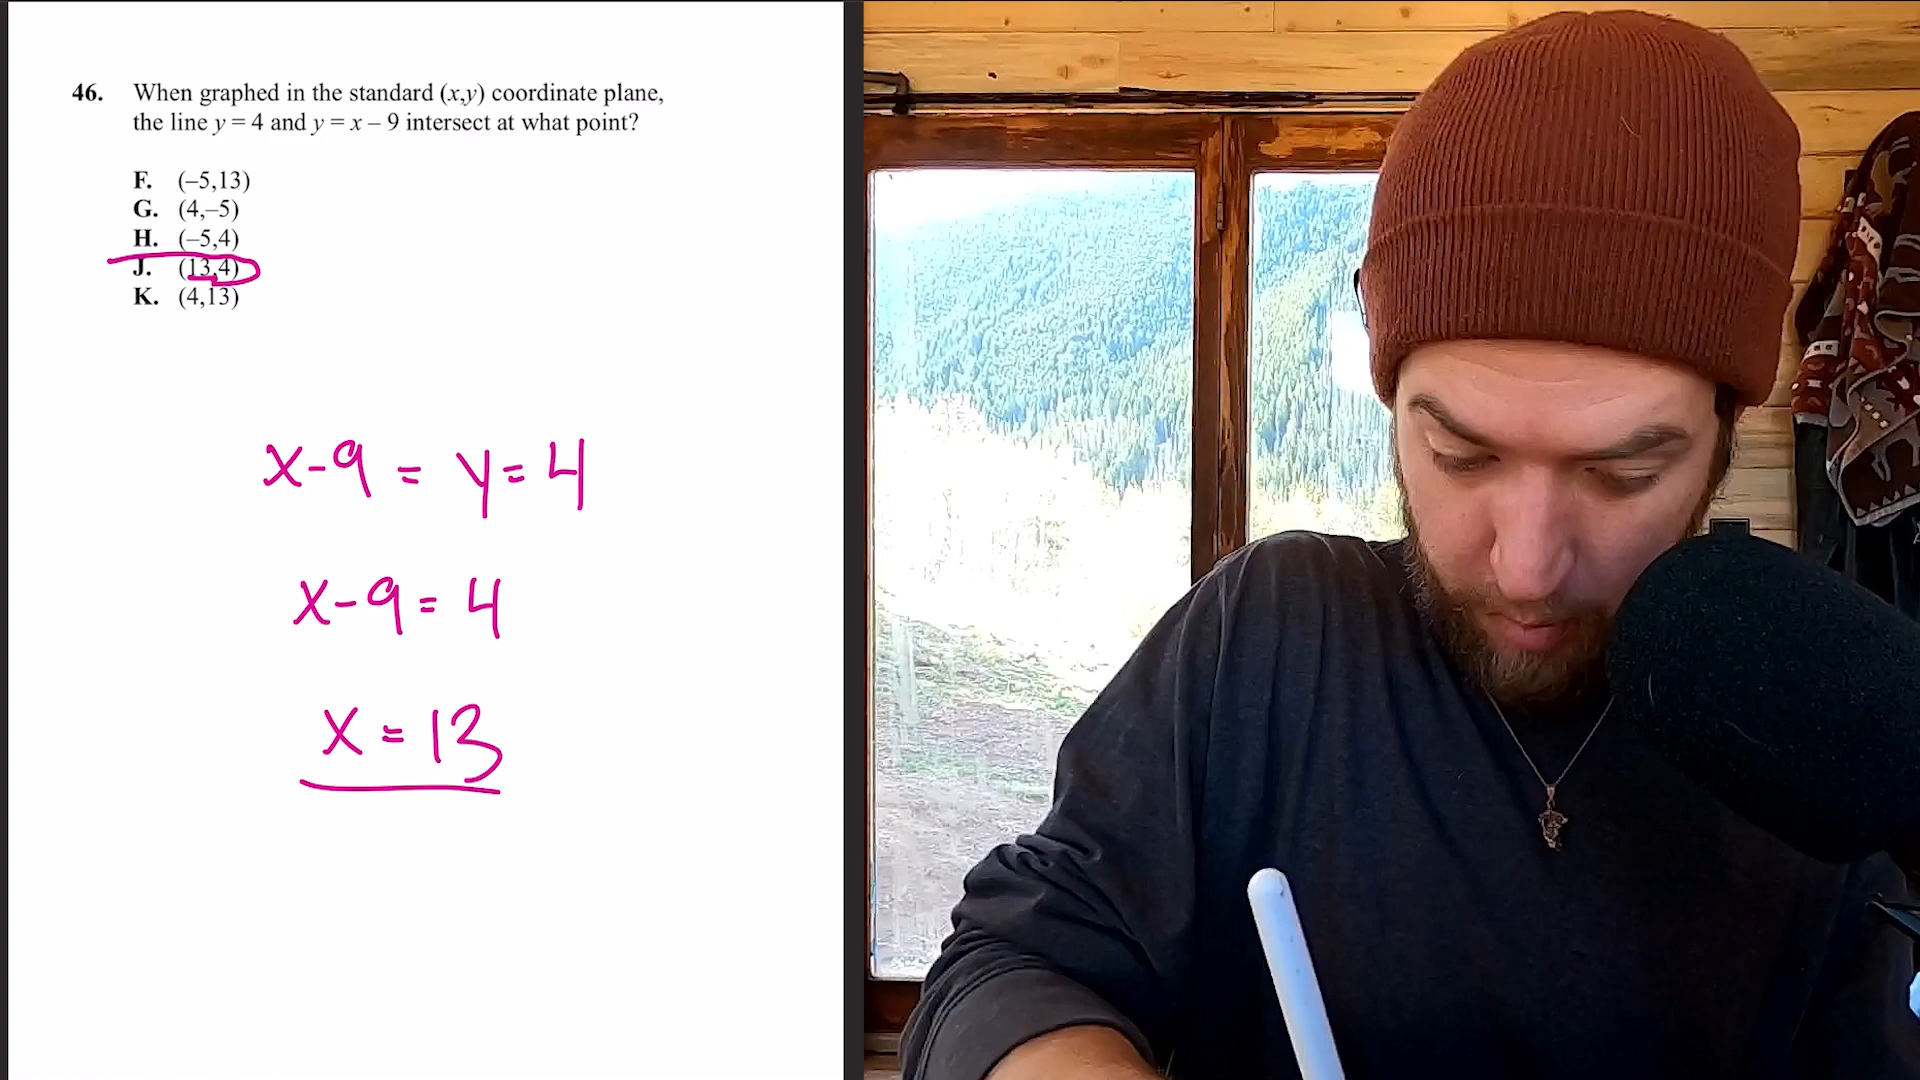 46. When graphed in the standard (x,y) coordinate plane,
the line y = 4 and y = x – 9 intersect at what point?
F. (–5,13)
G. (4,–5)
H. (–5,4)
J. (13,4)
K. (4,13)
x-9 = y = 4
x-9 = 4
x = 13